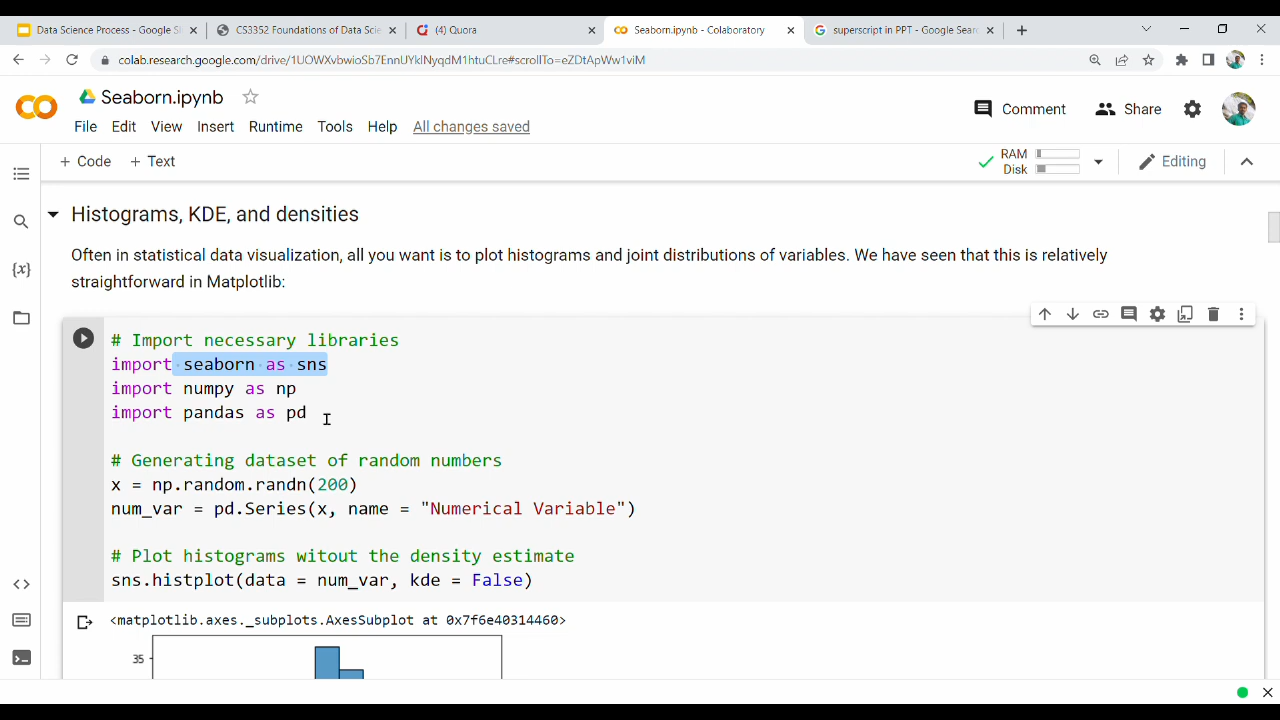 Data Science Process - Google Sl
CS3352 Foundations of Data Scie
(4) Quora
Seaborn.ipynb - Colaboratory
superscript in PPT - Google Searc
colab.research.google.com/drive/1UOWXvbwioSb7EnnUYklNyqdM1htuCLre#scrollTo=eZDtApWw1viM
Seaborn.ipynb
File Edit View Insert Runtime Tools Help All changes saved
Comment
Share
+ Code + Text
RAM
Disk
Editing
Histograms, KDE, and densities
Often in statistical data visualization, all you want is to plot histograms and joint distributions of variables. We have seen that this is relatively
straightforward in Matplotlib:
# Import necessary libraries
import seaborn as sns
import numpy as np
import pandas as pd
# Generating dataset of random numbers
x = np.random.randn(200)
num_var = pd.Series(x, name = "Numerical Variable")
# Plot histograms witout the density estimate
sns.histplot(data = num_var, kde = False)
<matplotlib.axes._subplots.AxesSubplot at 0x7f6e40314460>
35